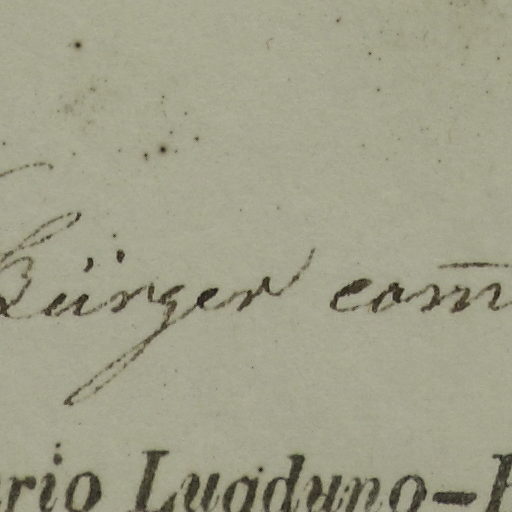 Bürger com̅
rio Lugduno-